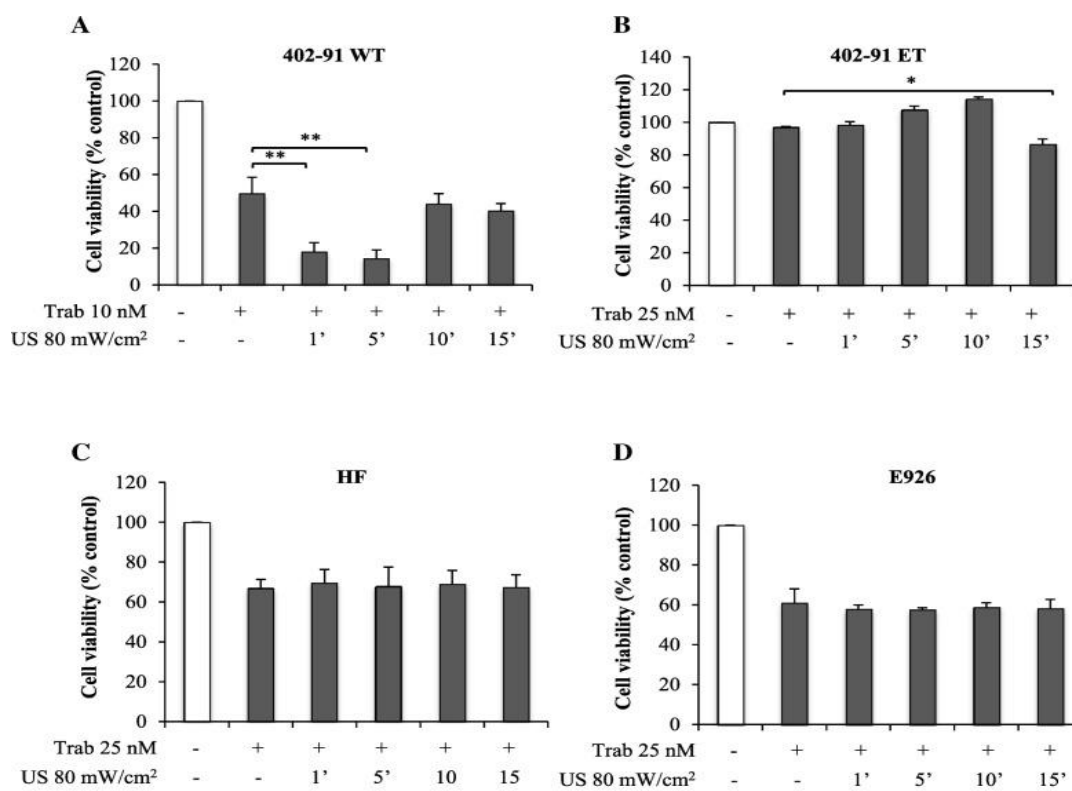 A
402-91 WT
Cell viability (% control)
120
100
80
60
40
20
0
**
**
Trab 10 nM - + + + + +
US 80 mW/cm² - - 1’ 5’ 10’ 15’
B
402-91 ET
Cell viability (% control)
140
120
100
80
60
40
20
0
*
Trab 25 nM - + + + + +
US 80 mW/cm² - - 1’ 5’ 10’ 15’
C
HF
Cell viability (% control)
120
100
80
60
40
20
0
Trab 25 nM - + + + + +
US 80 mW/cm² - - 1’ 5’ 10 15
D
E926
Cell viability (% control)
120
100
80
60
40
20
0
Trab 25 nM - + + + + +
US 80 mW/cm² - - 1’ 5’ 10’ 15’